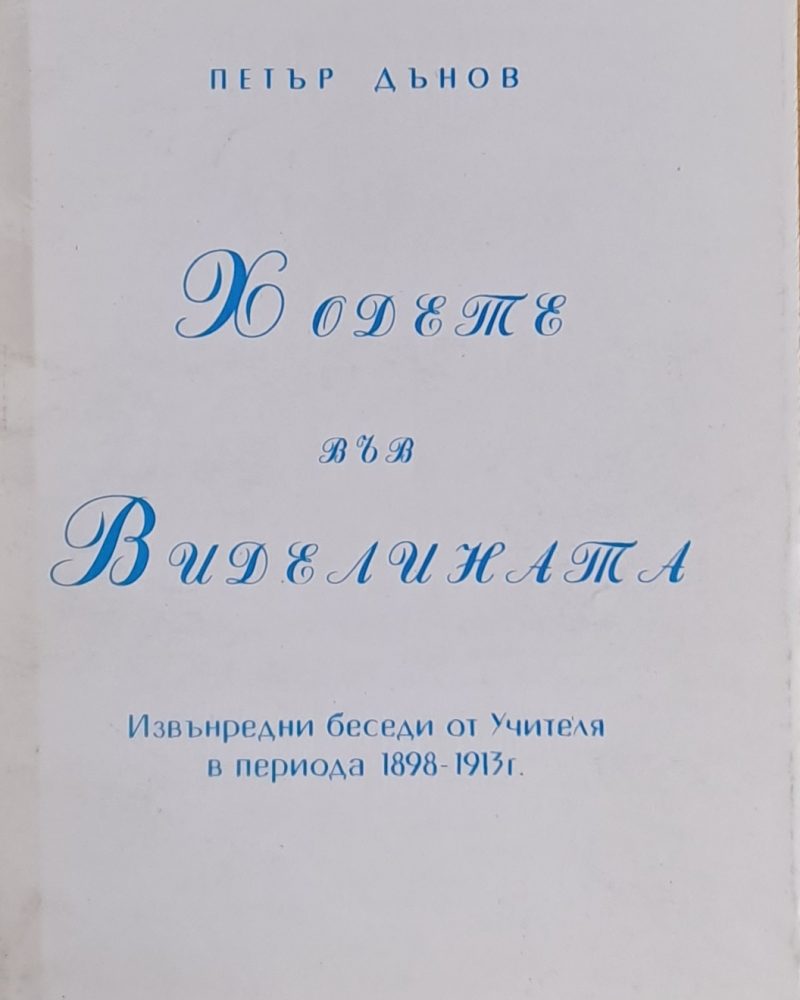 ПЕТЪР ДЪНОВ
ХОДЕТЕ
ВЪВ
ВИДЕЛИНАТА
Извънредни беседи от Учителя
в периода 1898-1913г.